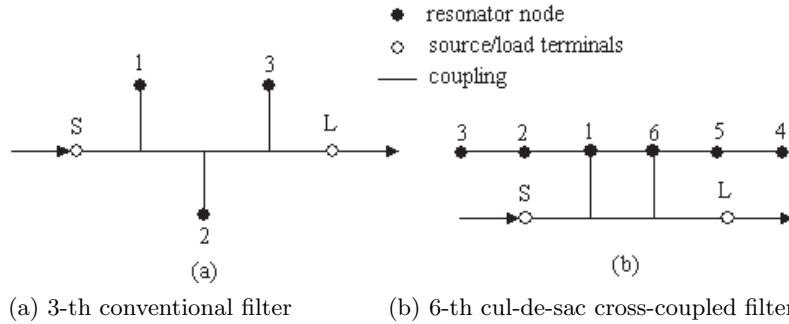 resonator node
source/load terminals
coupling
1
3
S
L
2
(a)
3
2
1
6
5
4
S
L
(b)
(a) 3-th conventional filter
(b) 6-th cul-de-sac cross-coupled filter